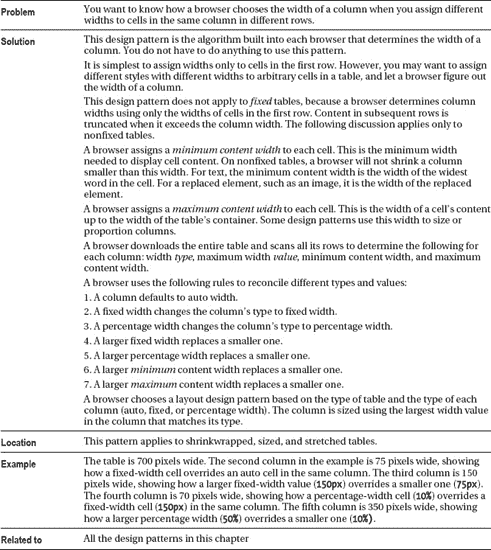 Problem
You want to know how a browser chooses the width of a column when you assign different
widths to cells in the same column in different rows.
Solution
This design pattern is the algorithm built into each browser that determines the width of a
column. You do not have to do anything to use this pattern.
It is simplest to assign widths only to cells in the first row. However, you may want to assign
different styles with different widths to arbitrary cells in a table, and let a browser figure out
the width of a column.
This design pattern does not apply to fixed tables, because a browser determines column
widths using only the widths of cells in the first row. Content in subsequent rows is
truncated when it exceeds the column width. The following discussion applies only to
nonfixed tables.
A browser assigns a minimum content width to each cell. This is the minimum width
needed to display cell content. On nonfixed tables, a browser will not shrink a column
smaller than this width. For text, the minimum content width is the width of the widest
word in the cell. For a replaced element, such as an image, it is the width of the replaced
element.
A browser assigns a maximum content width to each cell. This is the width of a cell's content
up to the width of the table's container. Some design patterns use this width to size or
proportion columns.
A browser downloads the entire table and scans all its rows to determine the following for
each column: width type, maximum width value, minimum content width, and maximum
content width.
A browser uses the following rules to reconcile different types and values:
1. A column defaults to auto width.
2. A fixed width changes the column's type to fixed width.
3. A percentage width changes the column's type to percentage width.
4. A larger fixed width replaces a smaller one.
5. A larger percentage width replaces a smaller one.
6. A larger minimum content width replaces a smaller one.
7. A larger maximum content width replaces a smaller one.
A browser chooses a layout design pattern based on the type of table and the type of each
column (auto, fixed, or percentage width). The column is sized using the largest width value
in the column that matches its type.
Location
This pattern applies to shrinkwrapped, sized, and stretched tables.
Example
The table is 700 pixels wide. The second column in the example is 75 pixels wide, showing
how a fixed-width cell overrides an auto cell in the same column. The third column is 150
pixels wide, showing how a larger fixed-width value (150px) overrides a smaller one (75px).
The fourth column is 70 pixels wide, showing how a percentage-width cell (10%) overrides a
fixed-width cell (150px) in the same column. The fifth column is 350 pixels wide, showing
how a larger percentage width (50%) overrides a smaller one (10%).
Related to
All the design patterns in this chapter